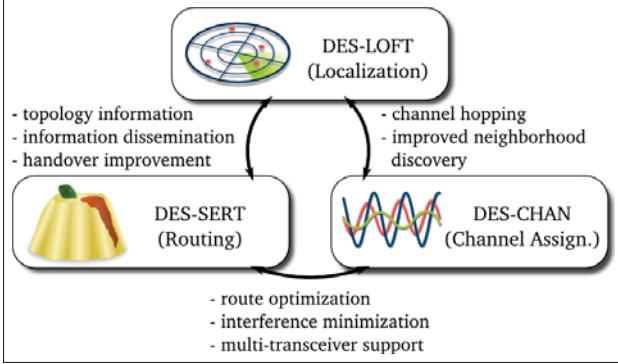 DES-LOFT
(Localization)
- topology information
- information dissemination
- handover improvement
- channel hopping
- improved neighborhood
discovery
DES-SERT
(Routing)
DES-CHAN
(Channel Assign.)
- route optimization
- interference minimization
- multi-transceiver support